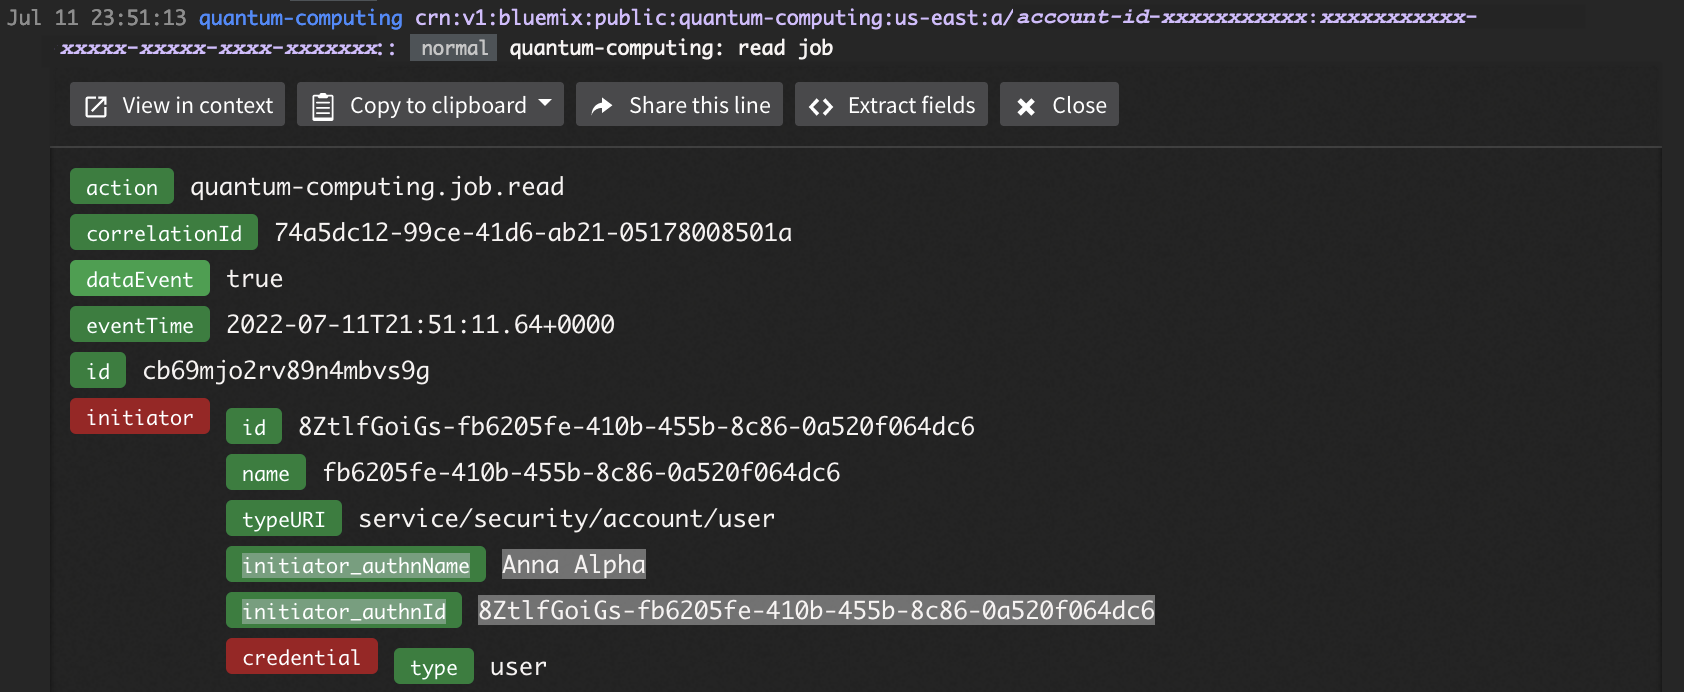 Jul 11 23:51:13 quantum-computing crn:v1:bluemix:public:quantum-computing:us-east:a/account-id-xxxxxxxxxxx:xxxxxxxxxxx-
xxxxx-xxxxx-xxxx-xxxxxxx:: normal quantum-computing: read job
View in context Copy to clipboard Share this line Extract fields Close
action quantum-computing.job.read
correlationId 74a5dc12-99ce-41d6-ab21-05178008501a
dataEvent true
eventTime 2022-07-11T21:51:11.64+0000
id cb69mjo2rv89n4mbvs9g
initiator id 8ZtlfGoiGs-fb6205fe-410b-455b-8c86-0a520f064dc6
name fb6205fe-410b-455b-8c86-0a520f064dc6
typeURI service/security/account/user
initiator_authnName Anna Alpha
initiator_authnId 8ZtlfGoiGs-fb6205fe-410b-455b-8c86-0a520f064dc6
credential type user